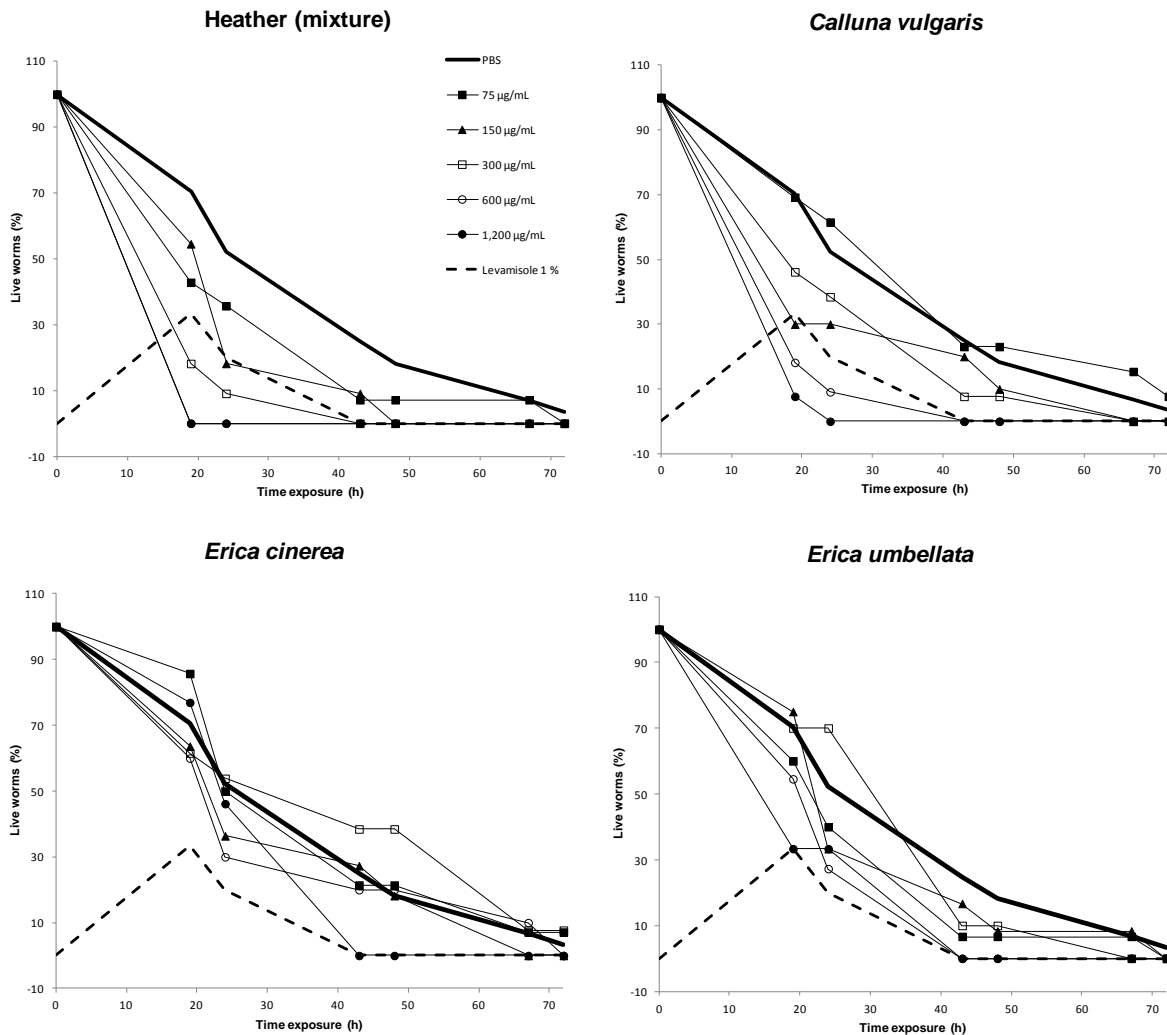 Heather (mixture)
110
90
70
50
30
10
-10
0 10 20 30 40 50 60 70
Live worms (%)
Time exposure (h)
PBS
75 µg/mL
150 µg/mL
300 µg/mL
600 µg/mL
1,200 µg/mL
Levamisole 1 %
Calluna vulgaris
110
90
70
50
30
10
-10
0 10 20 30 40 50 60 70
Live worms (%)
Time exposure (h)
Erica cinerea
110
90
70
50
30
10
-10
0 10 20 30 40 50 60 70
Live worms (%)
Time exposure (h)
Erica umbellata
110
90
70
50
30
10
-10
0 10 20 30 40 50 60 70
Live worms (%)
Time exposure (h)